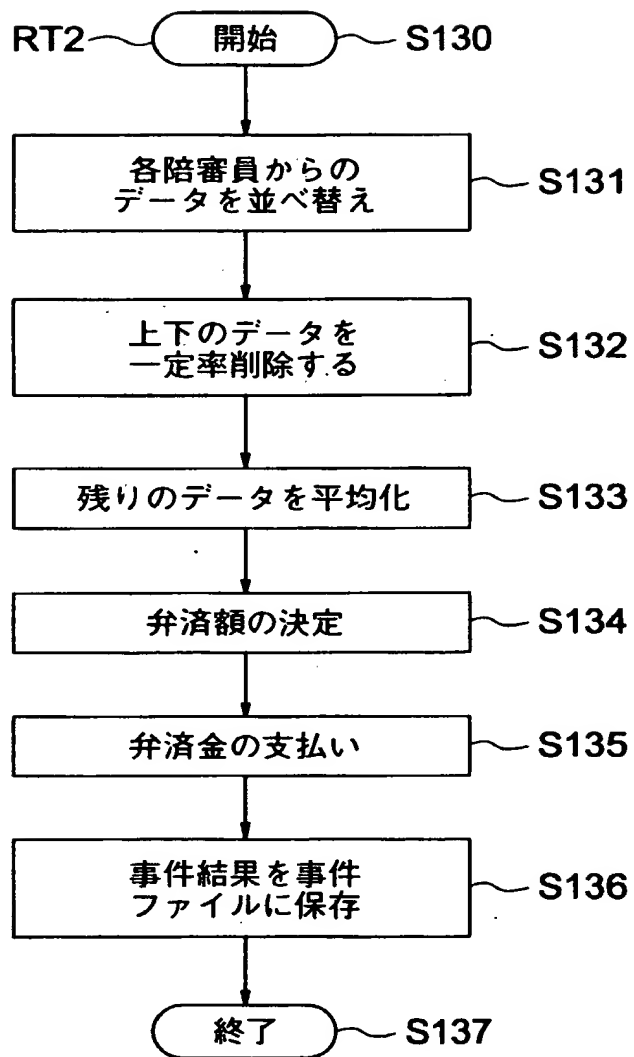 RT2 開始 S130
各陪審員からの
データを並べ替え
S131
上下のデータを
一定率削除する
S132
残りのデータを平均化 S133
弁済額の決定 S134
弁済金の支払い S135
事件結果を事件
ファイルに保存
S136
終了 S137